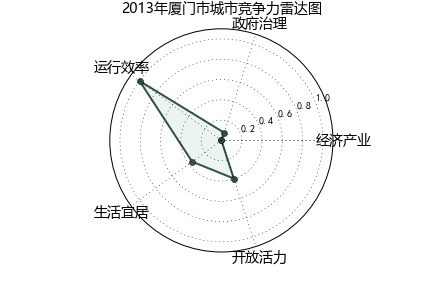 2013年厦门市城市竞争力雷达图
政府治理
运行效率
1.0
0.8
0.6
0.4
0.2
经济产业
生活宜居
开放活力